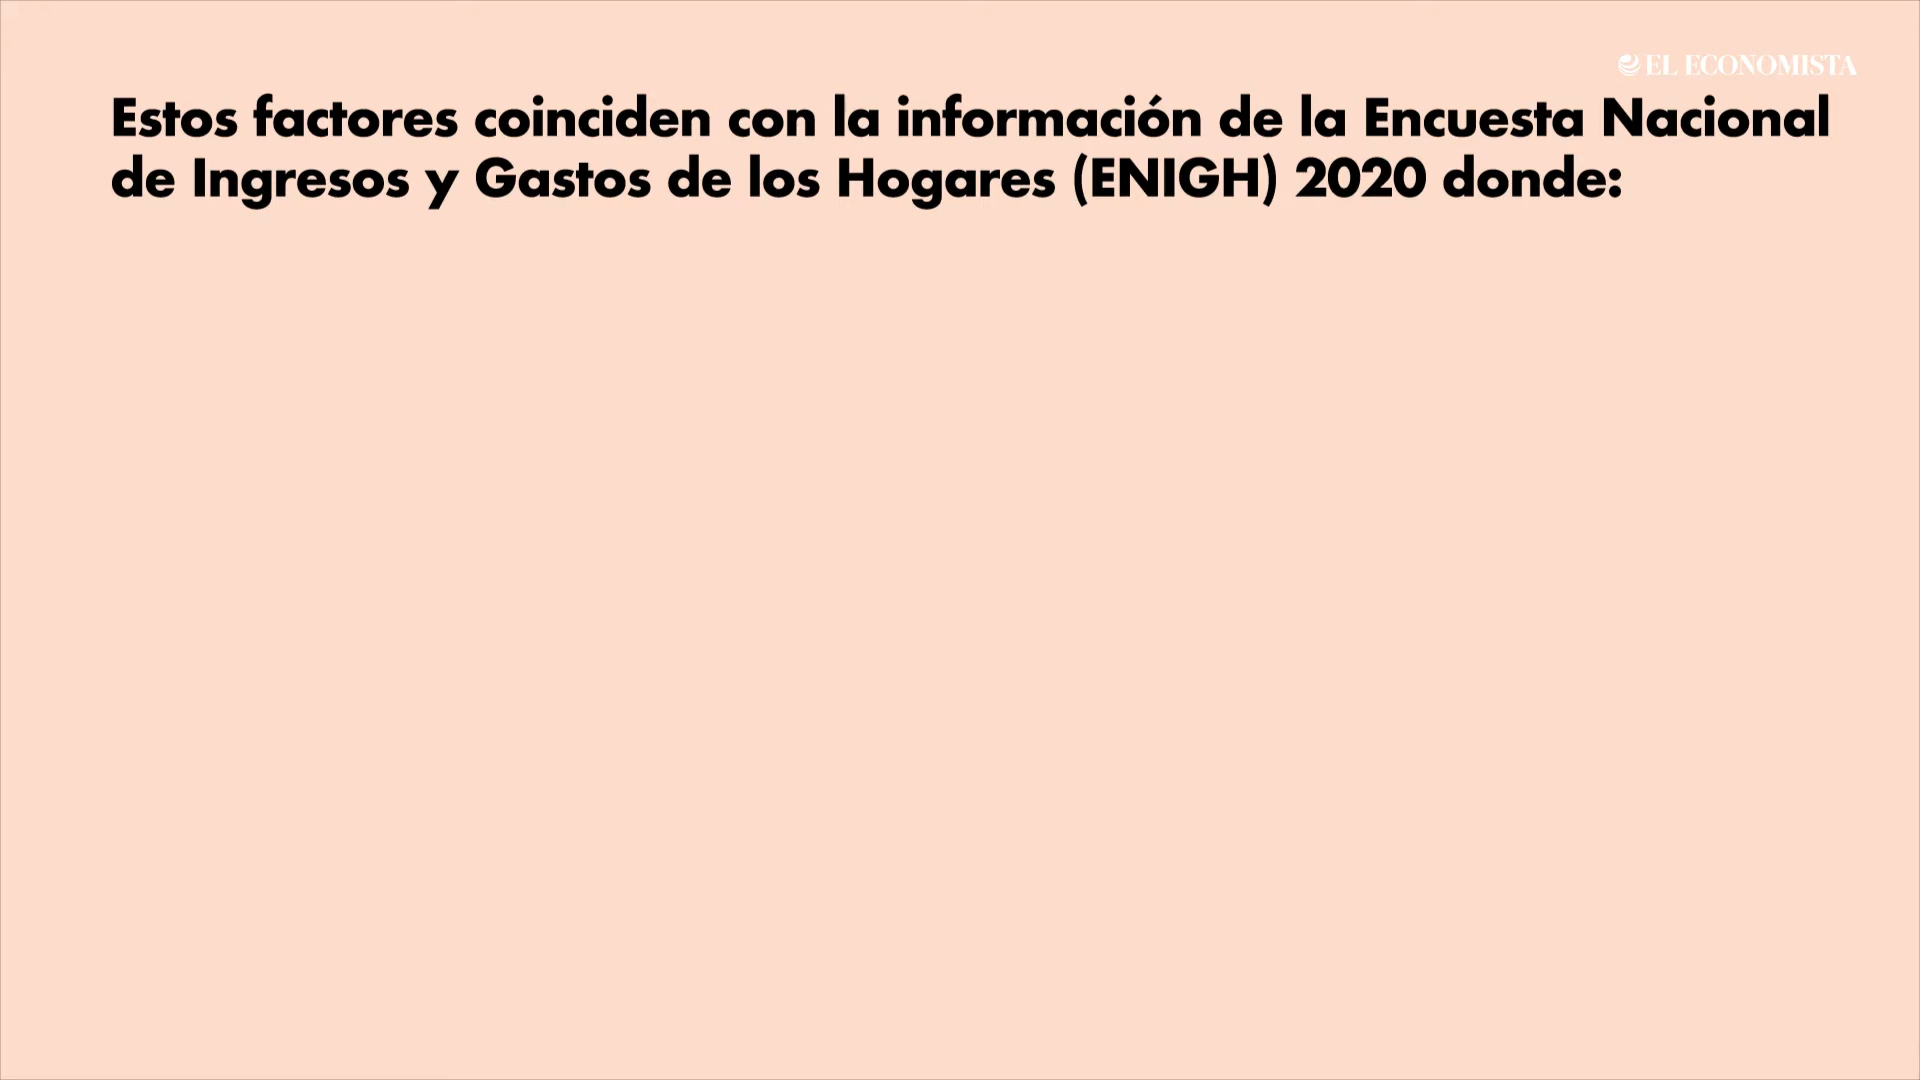 EL ECONOMISTA
Estos factores coinciden con la información de la Encuesta Nacional
de Ingresos y Gastos de los Hogares (ENIGH) 2020 donde: